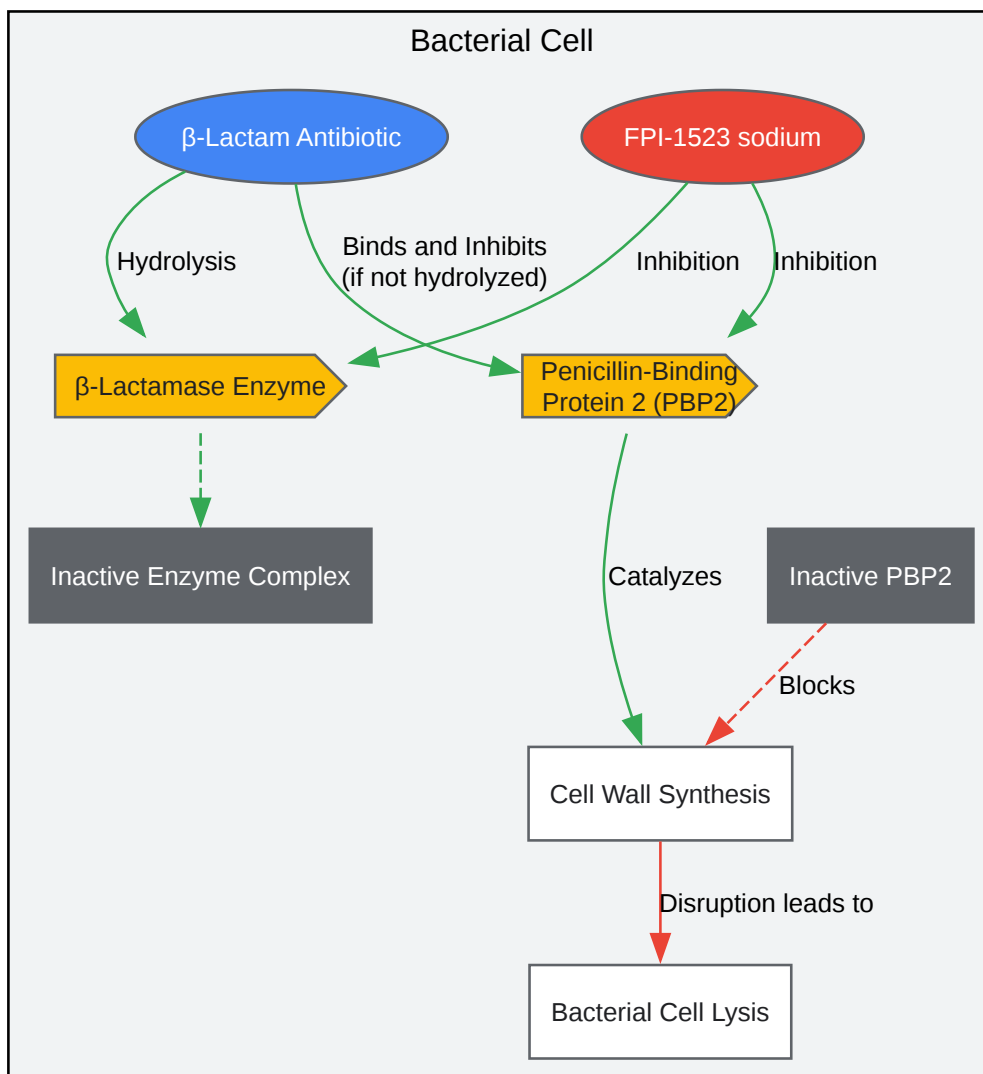 Bacterial Cell
β-Lactam Antibiotic
FPI-1523 sodium
Hydrolysis
Binds and Inhibits
(if not hydrolyzed)
Inhibition
Inhibition
β-Lactamase Enzyme
Penicillin-Binding
Protein 2 (PBP2)
Inactive Enzyme Complex
Catalyzes
Inactive PBP2
Blocks
Cell Wall Synthesis
Disruption leads to
Bacterial Cell Lysis